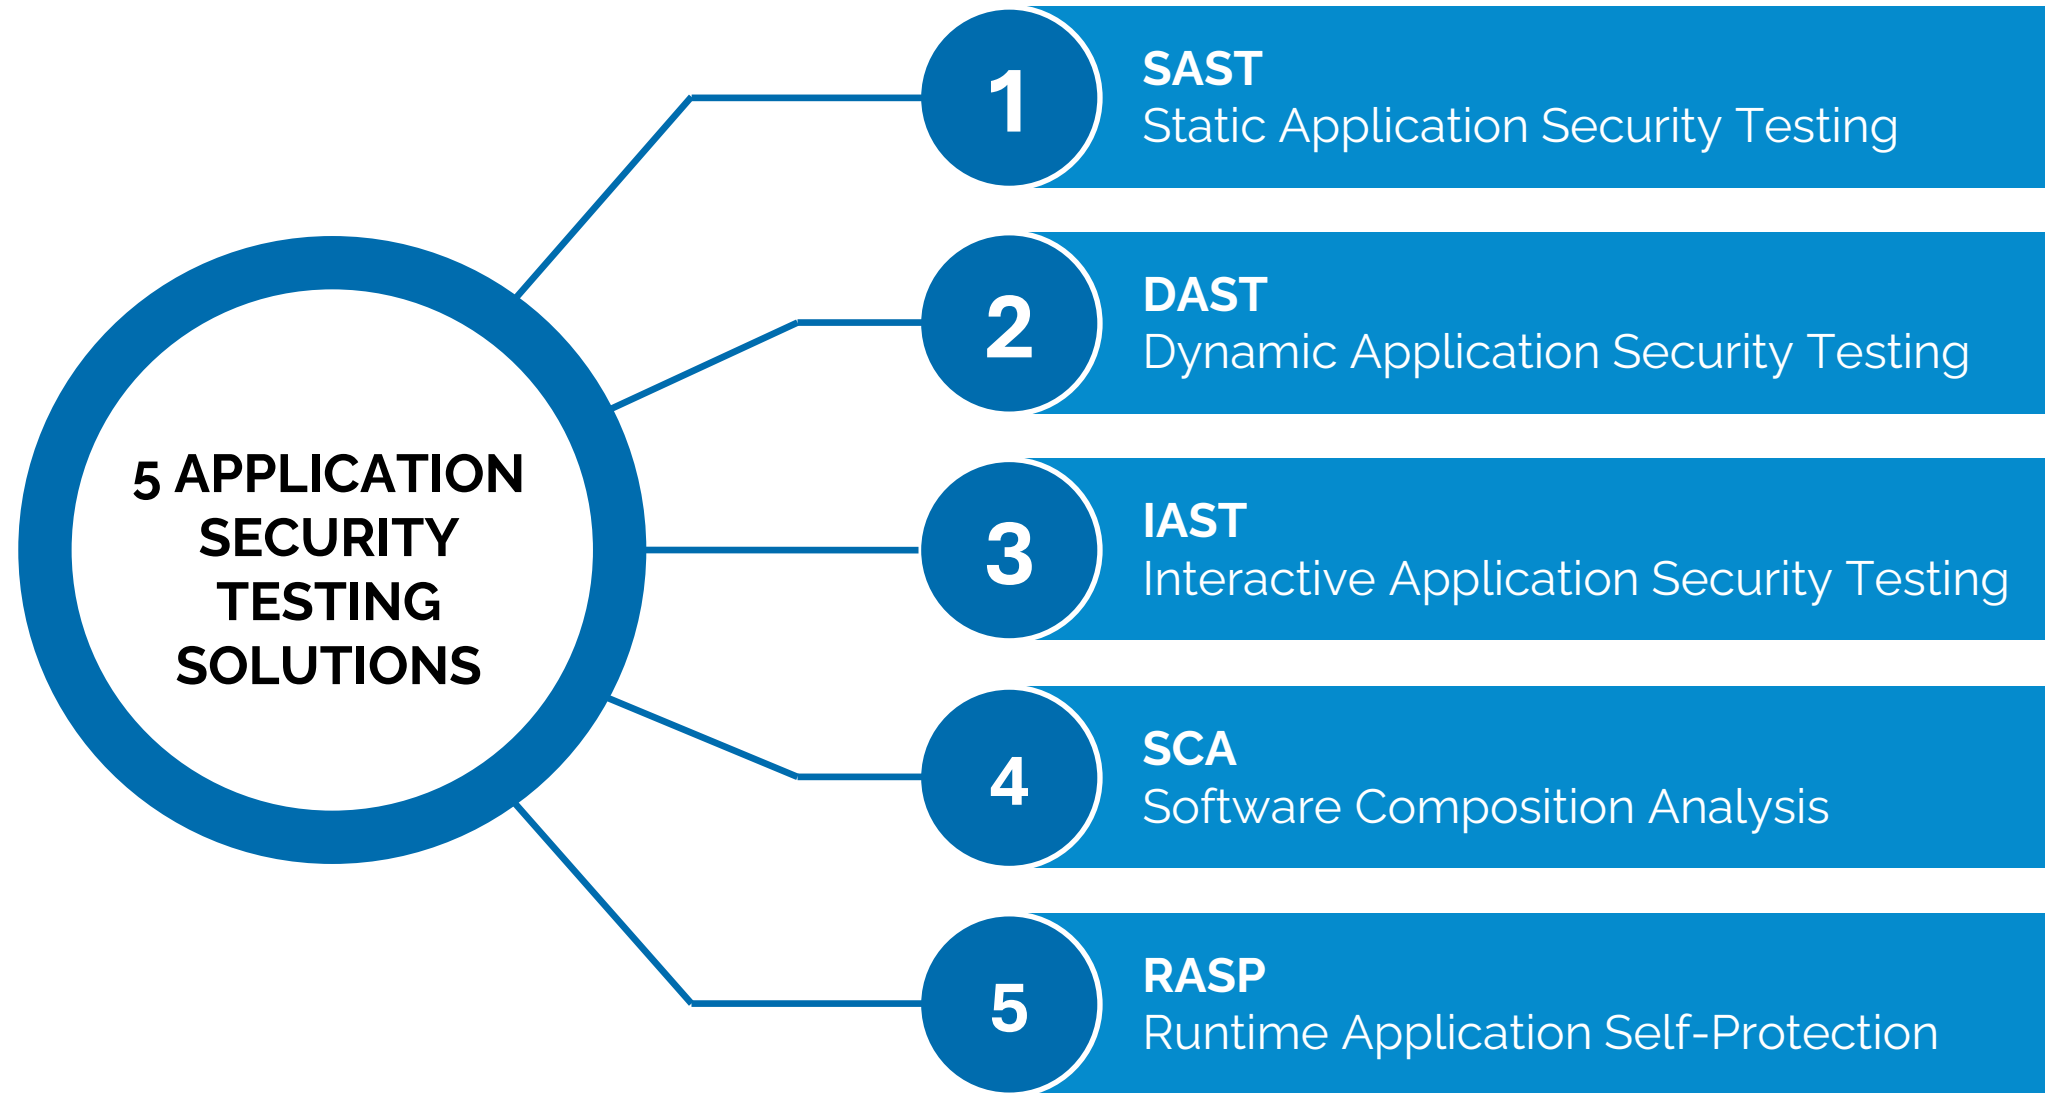 5 APPLICATION
SECURITY
TESTING
SOLUTIONS
1
SAST
Static Application Security Testing
2
DAST
Dynamic Application Security Testing
3
IAST
Interactive Application Security Testing
4
SCA
Software Composition Analysis
5
RASP
Runtime Application Self-Protection